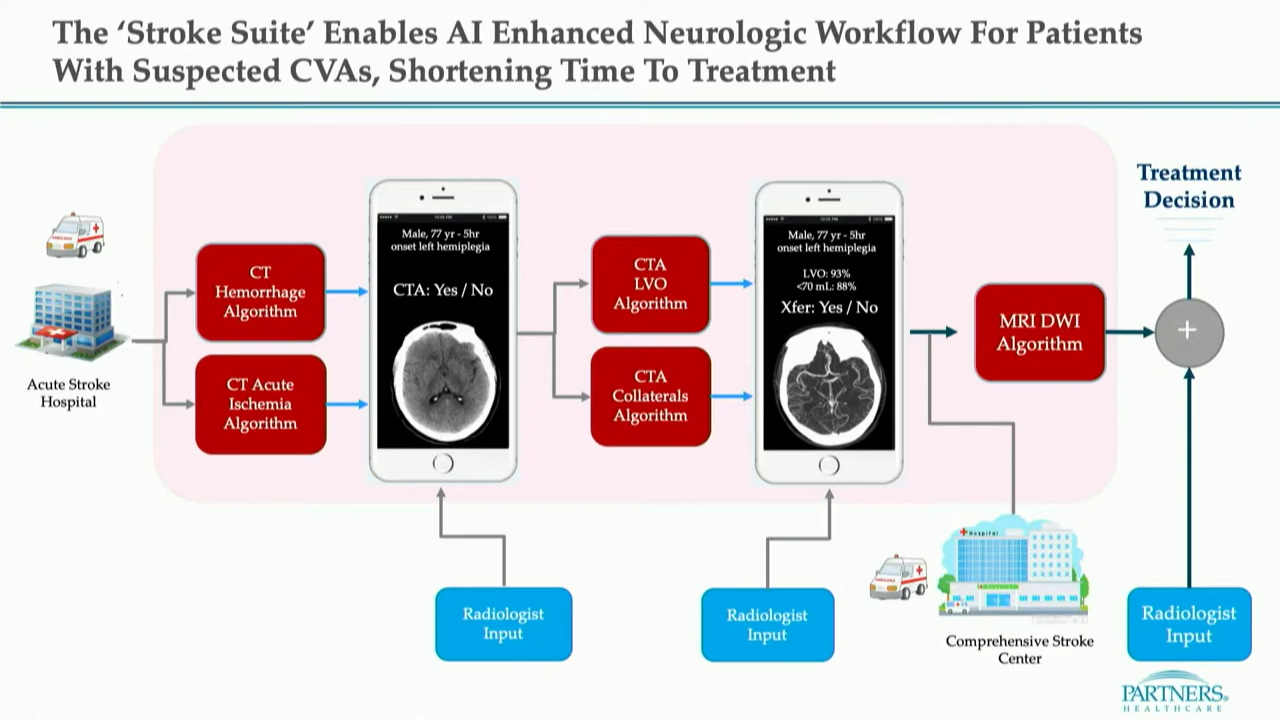 The ‘Stroke Suite’ Enables AI Enhanced Neurologic Workflow For Patients
With Suspected CVAs, Shortening Time To Treatment
Acute Stroke
Hospital
CT
Hemorrhage
Algorithm
CT Acute
Ischemia
Algorithm
Male, 77 yr - 5hr
onset left hemiplegia
CTA: Yes / No
CTA
LVO
Algorithm
CTA
Collaterals
Algorithm
Male, 77 yr - 5hr
onset left hemiplegia
LVO: 93%
<70 mL: 88%
Xfer: Yes / No
MRI DWI
Algorithm
Treatment
Decision
+
Radiologist
Input
Radiologist
Input
Hospital
Comprehensive Stroke
Center
Radiologist
Input
PARTNERS®
HEALTHCARE